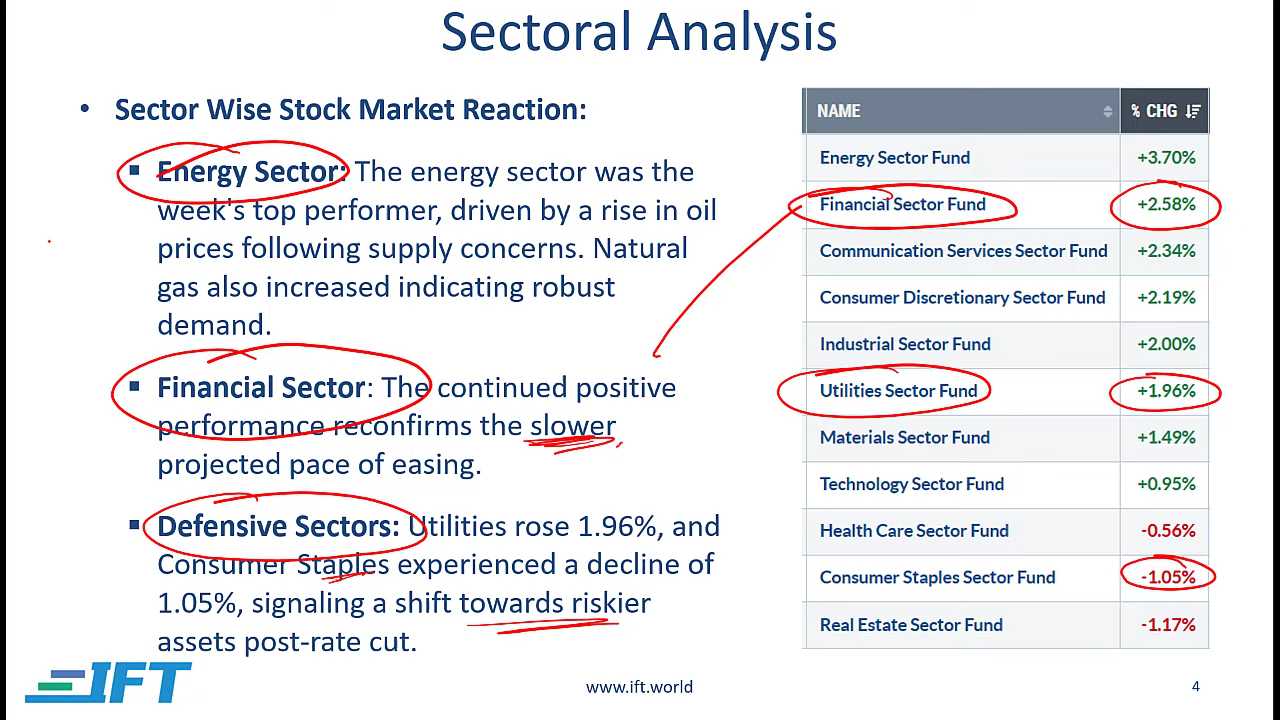 Sectoral Analysis
• Sector Wise Stock Market Reaction:
▪ Energy Sector: The energy sector was the
week's top performer, driven by a rise in oil
prices following supply concerns. Natural
gas also increased indicating robust
demand.
▪ Financial Sector: The continued positive
performance reconfirms the slower
projected pace of easing.
▪ Defensive Sectors: Utilities rose 1.96%, and
Consumer Staples experienced a decline of
1.05%, signaling a shift towards riskier
assets post-rate cut.
NAME % CHG
Energy Sector Fund +3.70%
Financial Sector Fund +2.58%
Communication Services Sector Fund +2.34%
Consumer Discretionary Sector Fund +2.19%
Industrial Sector Fund +2.00%
Utilities Sector Fund +1.96%
Materials Sector Fund +1.49%
Technology Sector Fund +0.95%
Health Care Sector Fund -0.56%
Consumer Staples Sector Fund -1.05%
Real Estate Sector Fund -1.17%
IFT
www.ift.world
4